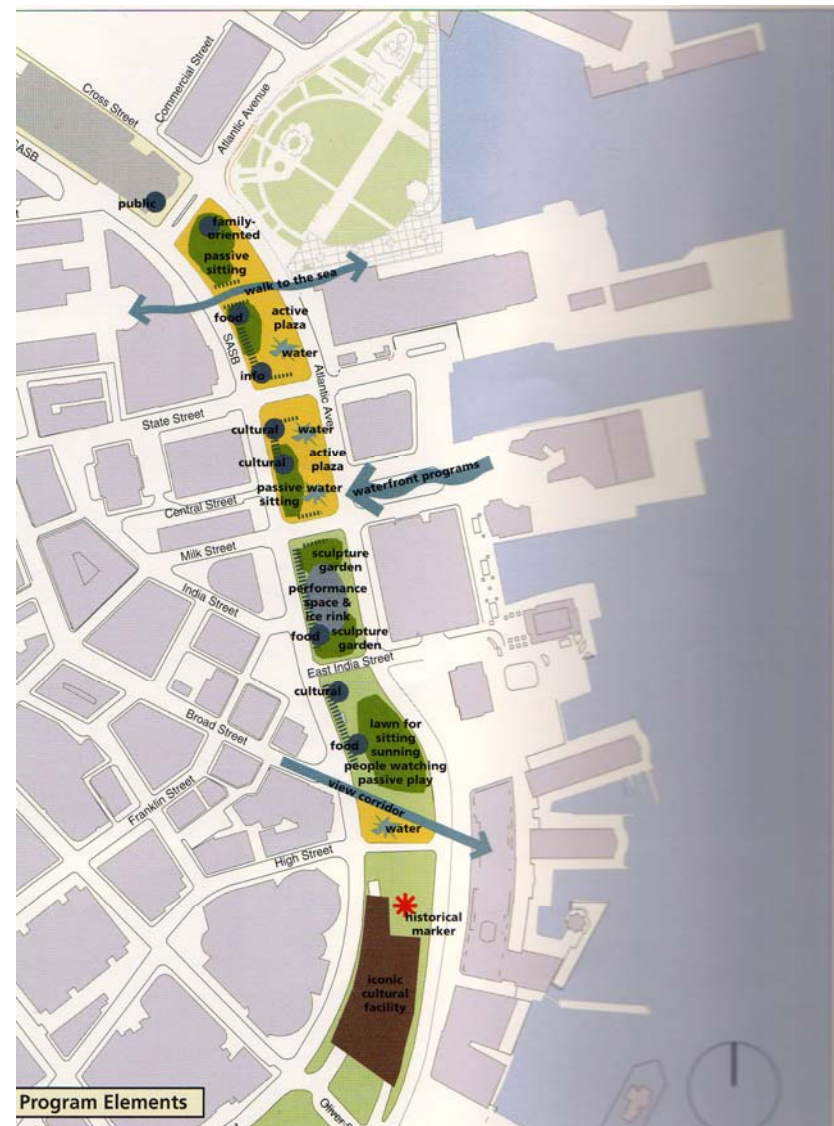 Commercial Street
Cross Street
Atlantic Avenue
SASB
public
family-
oriented
passive
sitting
walk to the sea
food
active
plaza
SASB
water
info
Atlantic Ave
State Street
cultural
water
cultural
active
plaza
waterfront programs
passive
sitting
water
Central Street
Milk Street
sculpture
garden
India Street
performance
space &
ice rink
food
sculpture
garden
East India Street
cultural
Broad Street
lawn for
sitting
sunning
people watching
passive play
food
Franklin Street
view corridor
water
High Street
historical
marker
iconic
cultural
facility
Program Elements